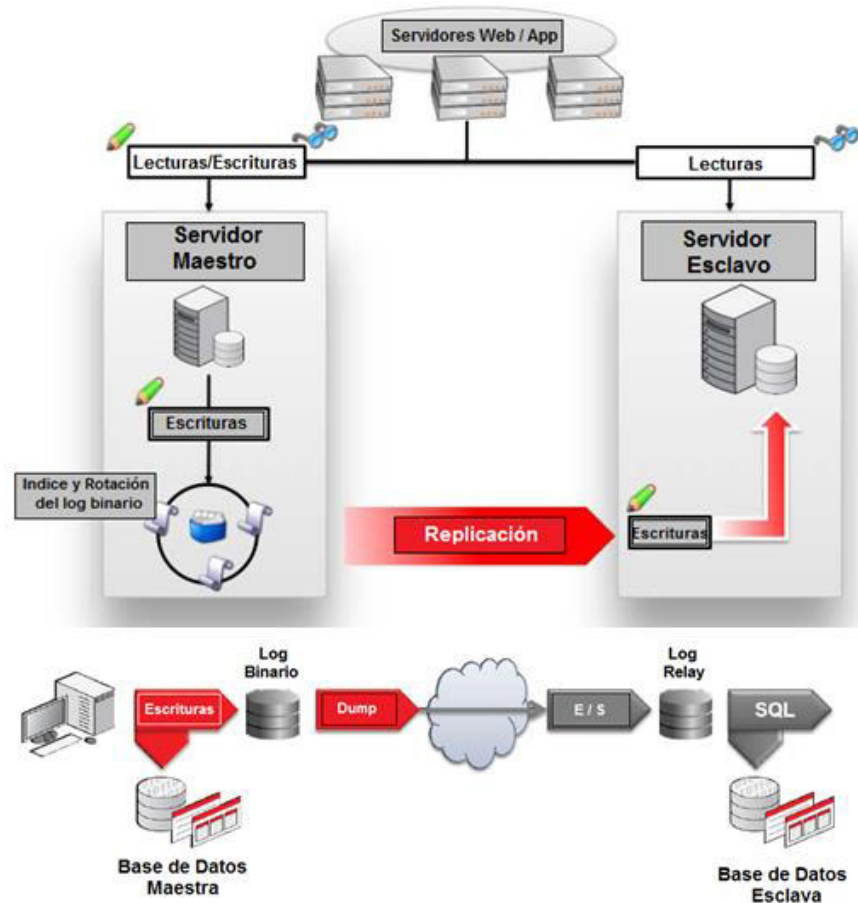 Servidores Web / App
Lecturas/Escrituras
Lecturas
Servidor
Maestro
Servidor
Esclavo
Escrituras
Indice y Rotación
del log binario
Replicación
Escrituras
Log
Binario
Log
Relay
Escrituras
Dump
E / S
SQL
Base de Datos
Maestra
Base de Datos
Esclava